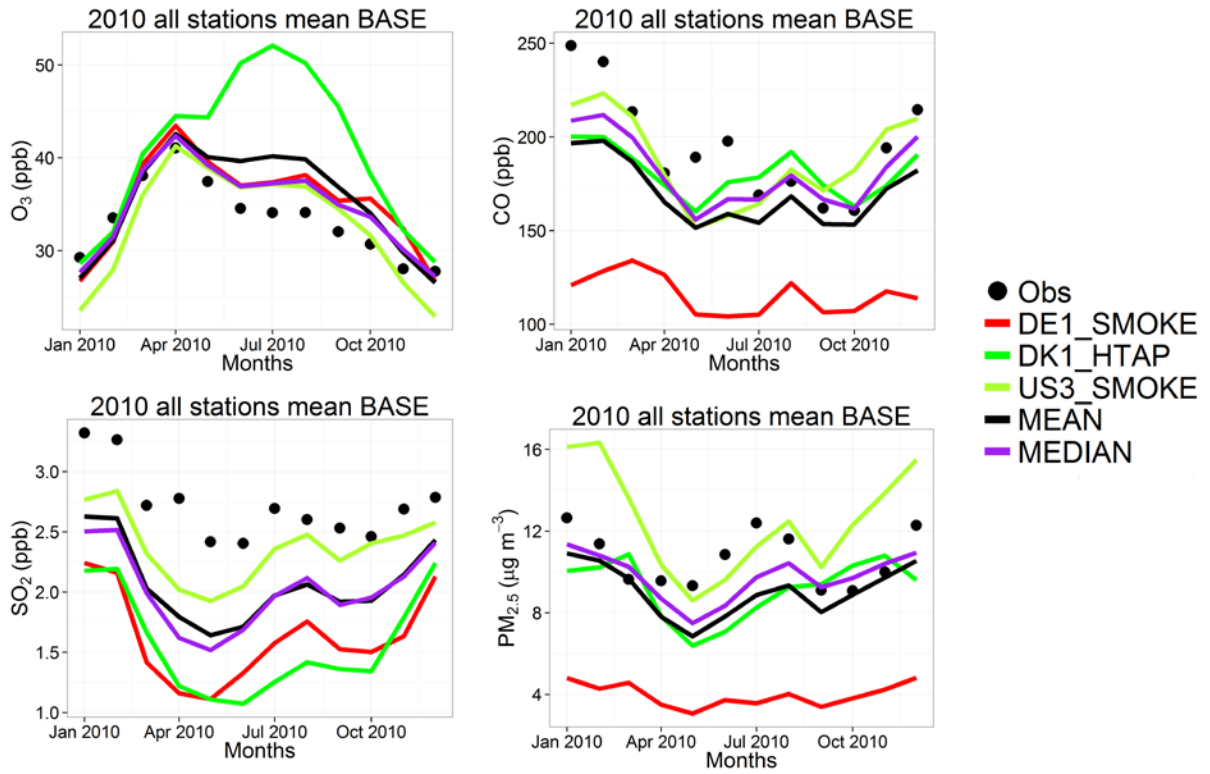 2010 all stations mean BASE
O3 (ppb)
50
40
30
Jan 2010 Apr 2010 Jul 2010 Oct 2010
Months
2010 all stations mean BASE
CO (ppb)
250
200
150
100
Jan 2010 Apr 2010 Jul 2010 Oct 2010
Months
2010 all stations mean BASE
SO2 (ppb)
3.0
2.5
2.0
1.5
1.0
Jan 2010 Apr 2010 Jul 2010 Oct 2010
Months
2010 all stations mean BASE
PM2.5 (µg m−3)
16
12
8
4
Jan 2010 Apr 2010 Jul 2010 Oct 2010
Months
Obs
DE1_SMOKE
DK1_HTAP
US3_SMOKE
MEAN
MEDIAN